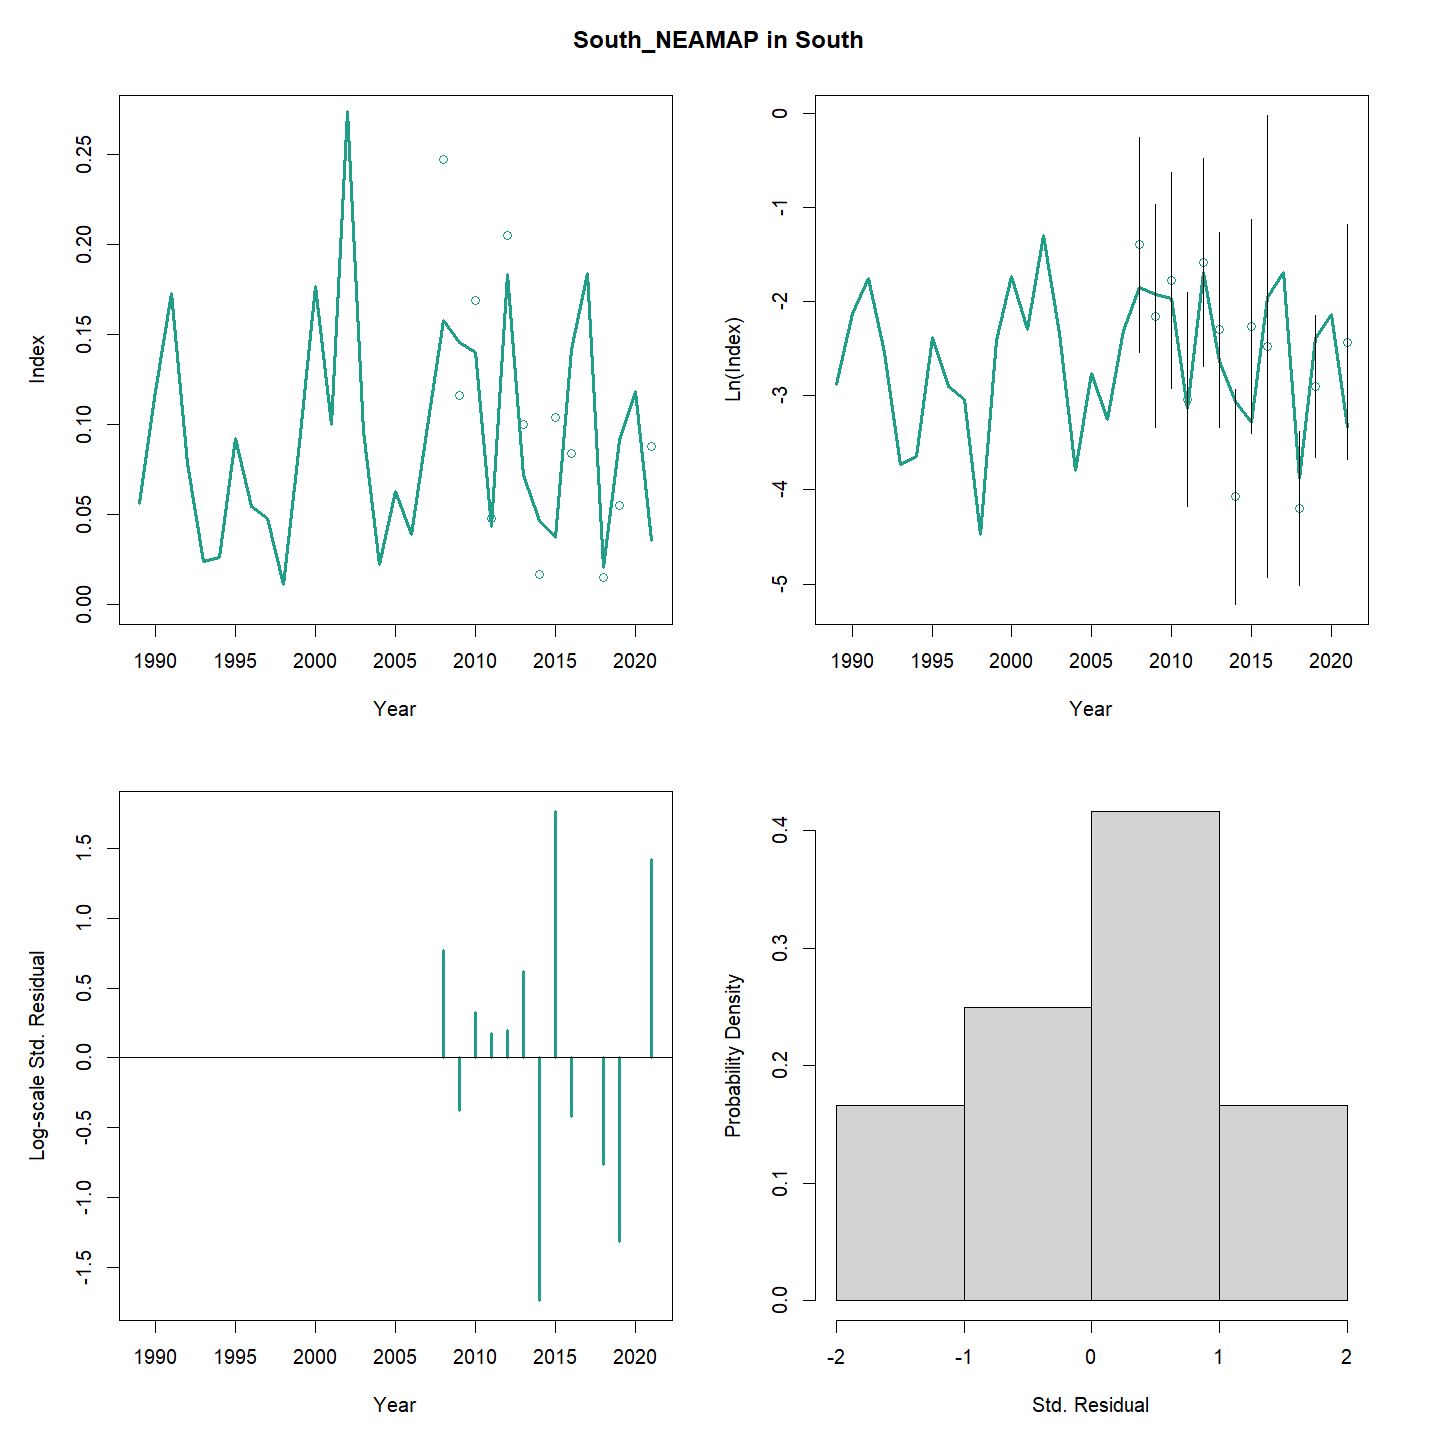 South_NEAMAP in South
Index
0.25
0.20
0.15
0.10
0.05
0.00
1990 1995 2000 2005 2010 2015 2020
Year
Ln(Index)
0
-1
-2
-3
-4
-5
1990 1995 2000 2005 2010 2015 2020
Year
Log-scale Std. Residual
1.5
1.0
0.5
0.0
-0.5
-1.0
-1.5
1990 1995 2000 2005 2010 2015 2020
Year
Probability Density
0.4
0.3
0.2
0.1
0.0
-2 -1 0 1 2
Std. Residual